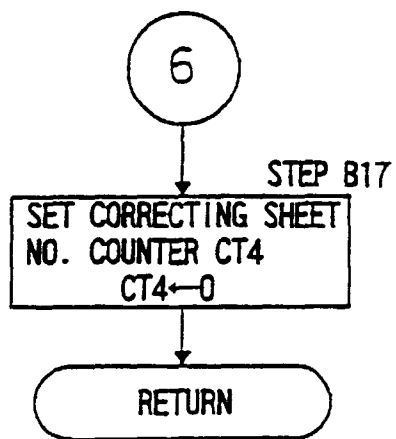 6
STEP B17
SET CORRECTING SHEET
NO. COUNTER CT4
CT4←0
RETURN